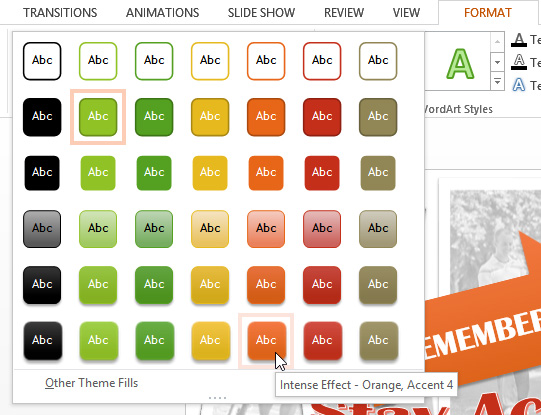 TRANSITIONS ANIMATIONS SLIDE SHOW REVIEW VIEW FORMAT
Abc Abc Abc Abc Abc Abc Abc
A
A Te
A Te
A Te
WordArt Styles
Abc Abc Abc Abc Abc Abc Abc
Abc Abc Abc Abc Abc Abc Abc
Abc Abc Abc Abc Abc Abc Abc
Abc Abc Abc Abc Abc Abc Abc
Abc Abc Abc Abc Abc Abc Abc
EMEMBER
Other Theme Fills
Intense Effect - Orange, Accent 4
Stay Ac